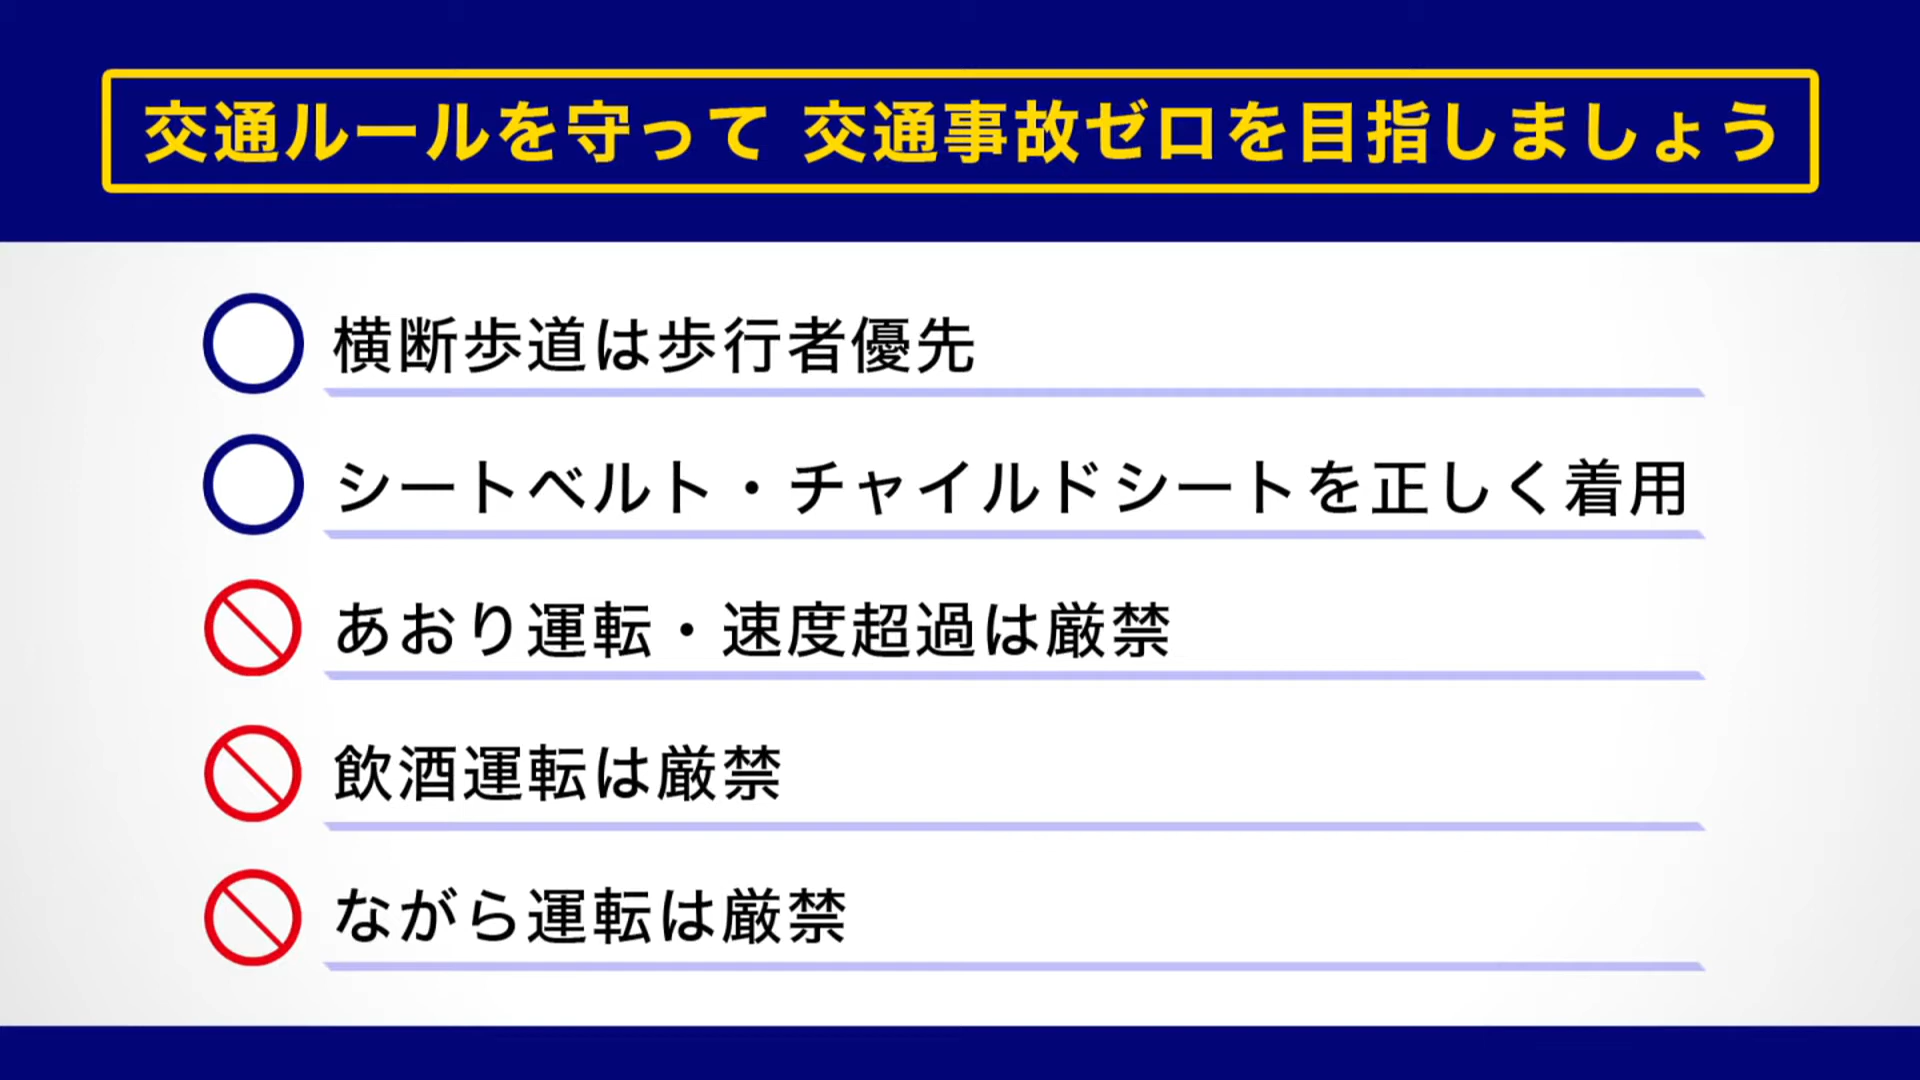 交通ルールを守って 交通事故ゼロを目指しましょう
横断歩道は歩行者優先
シートベルト・チャイルドシートを正しく着用
あおり運転・速度超過は厳禁
飲酒運転は厳禁
ながら運転は厳禁